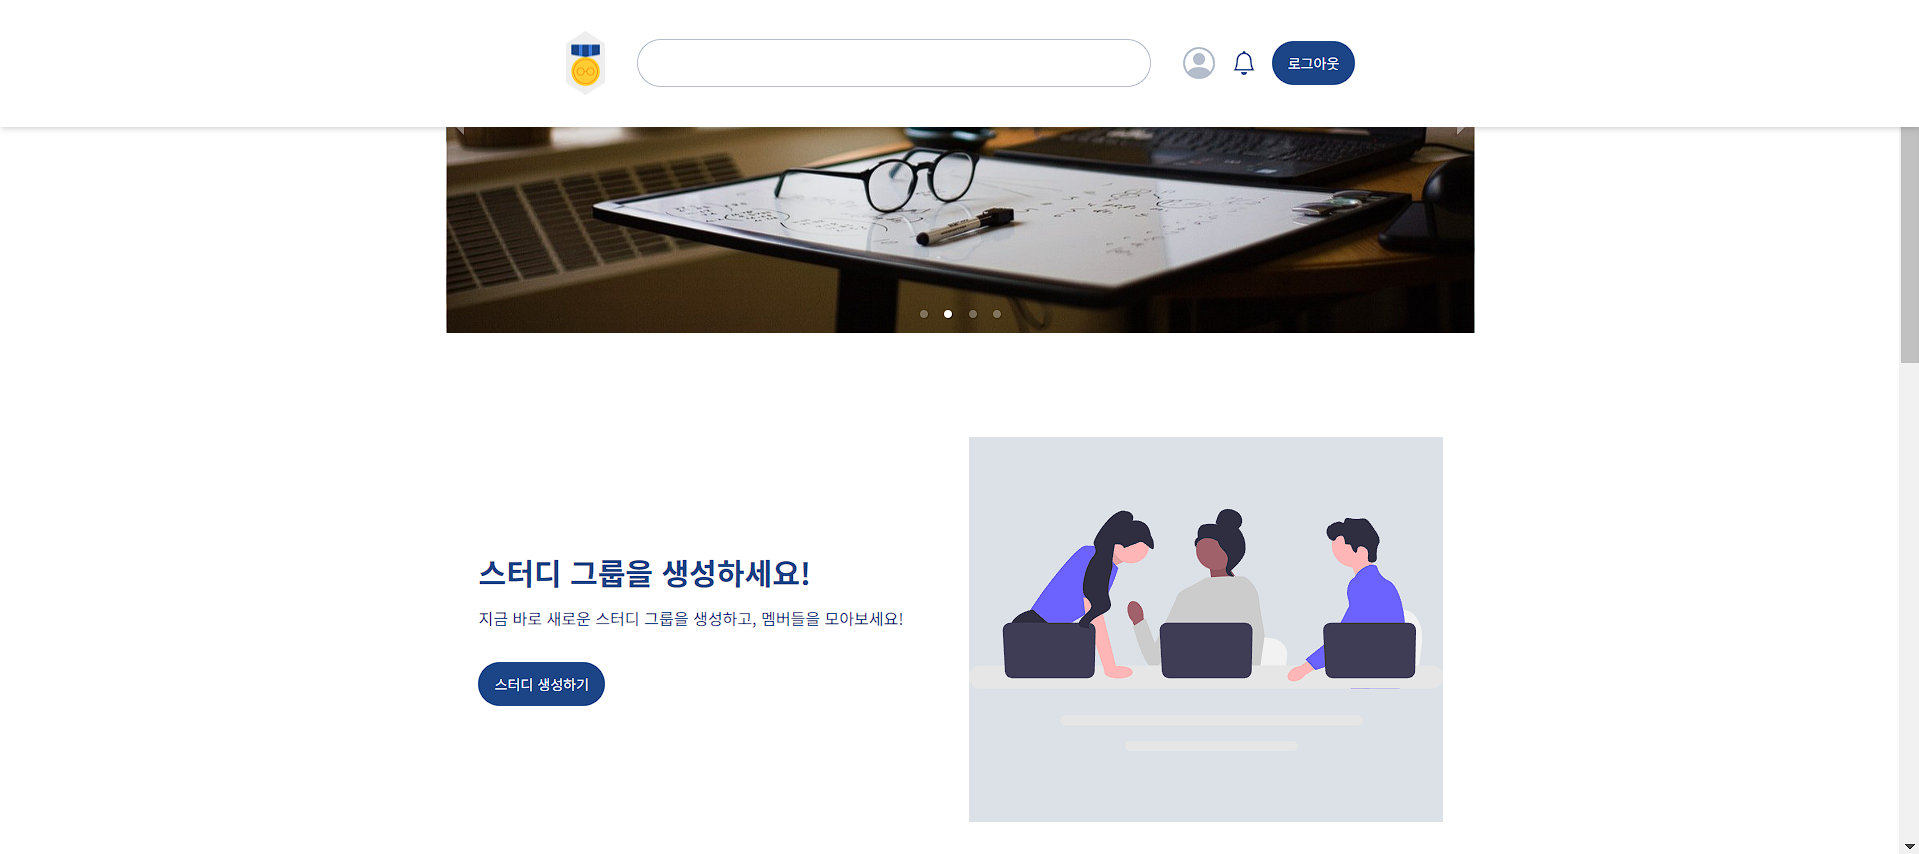 로그아웃
스터디 그룹을 생성하세요!
지금 바로 새로운 스터디 그룹을 생성하고, 멤버들을 모아보세요!
스터디 생성하기